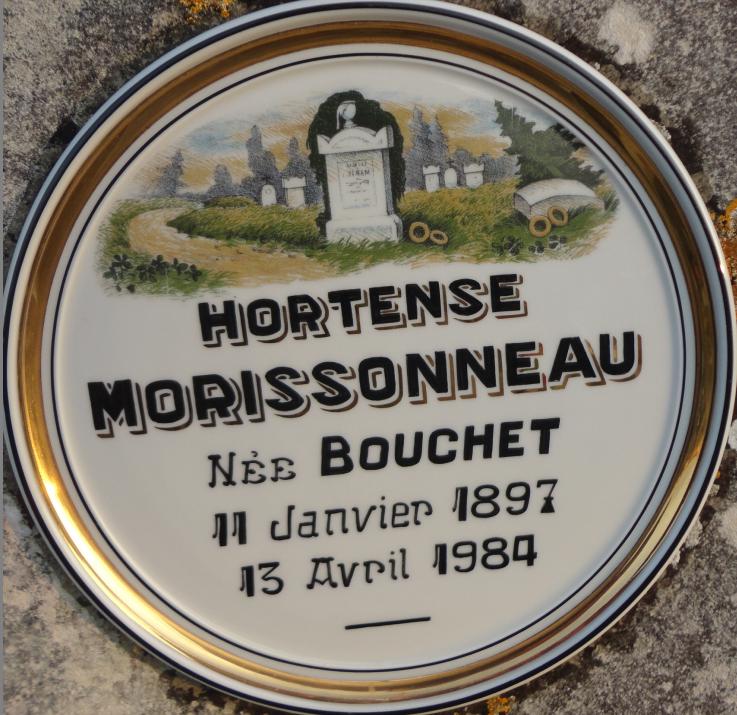 HORTENSE
MORISSONNEAU
NÉE BOUCHET
11 Janvier 1897
13 Avril 1984